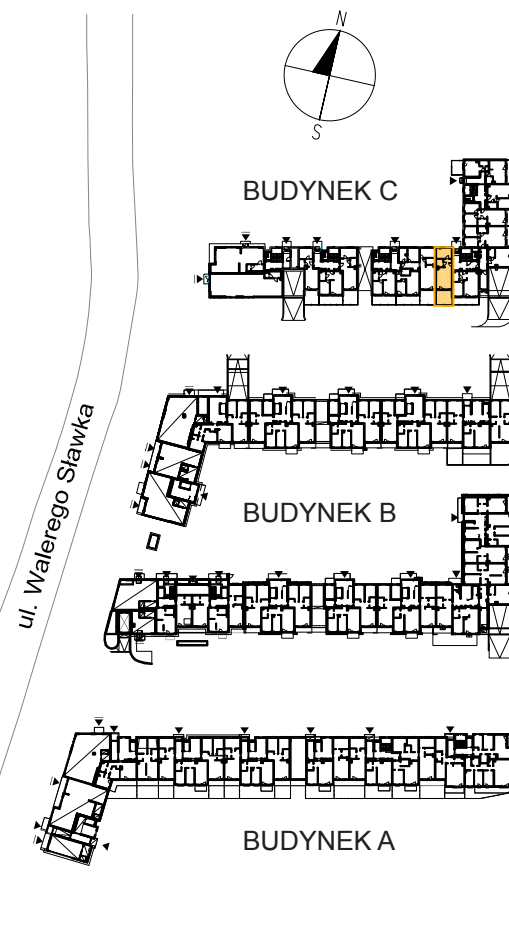 N
S
BUDYNEK C
ul. Walerego Sławka
BUDYNEK B
BUDYNEK A